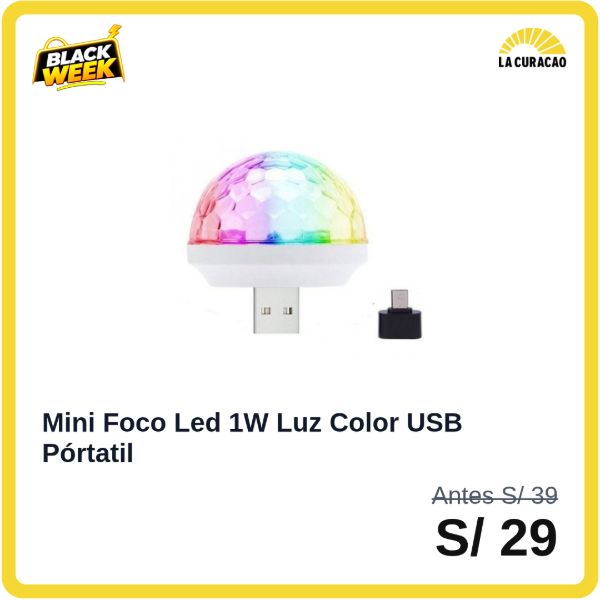 BLACK
WEEK
LA CURACAO
Mini Foco Led 1W Luz Color USB
Pórtatil
Antes S/ 39
S/ 29